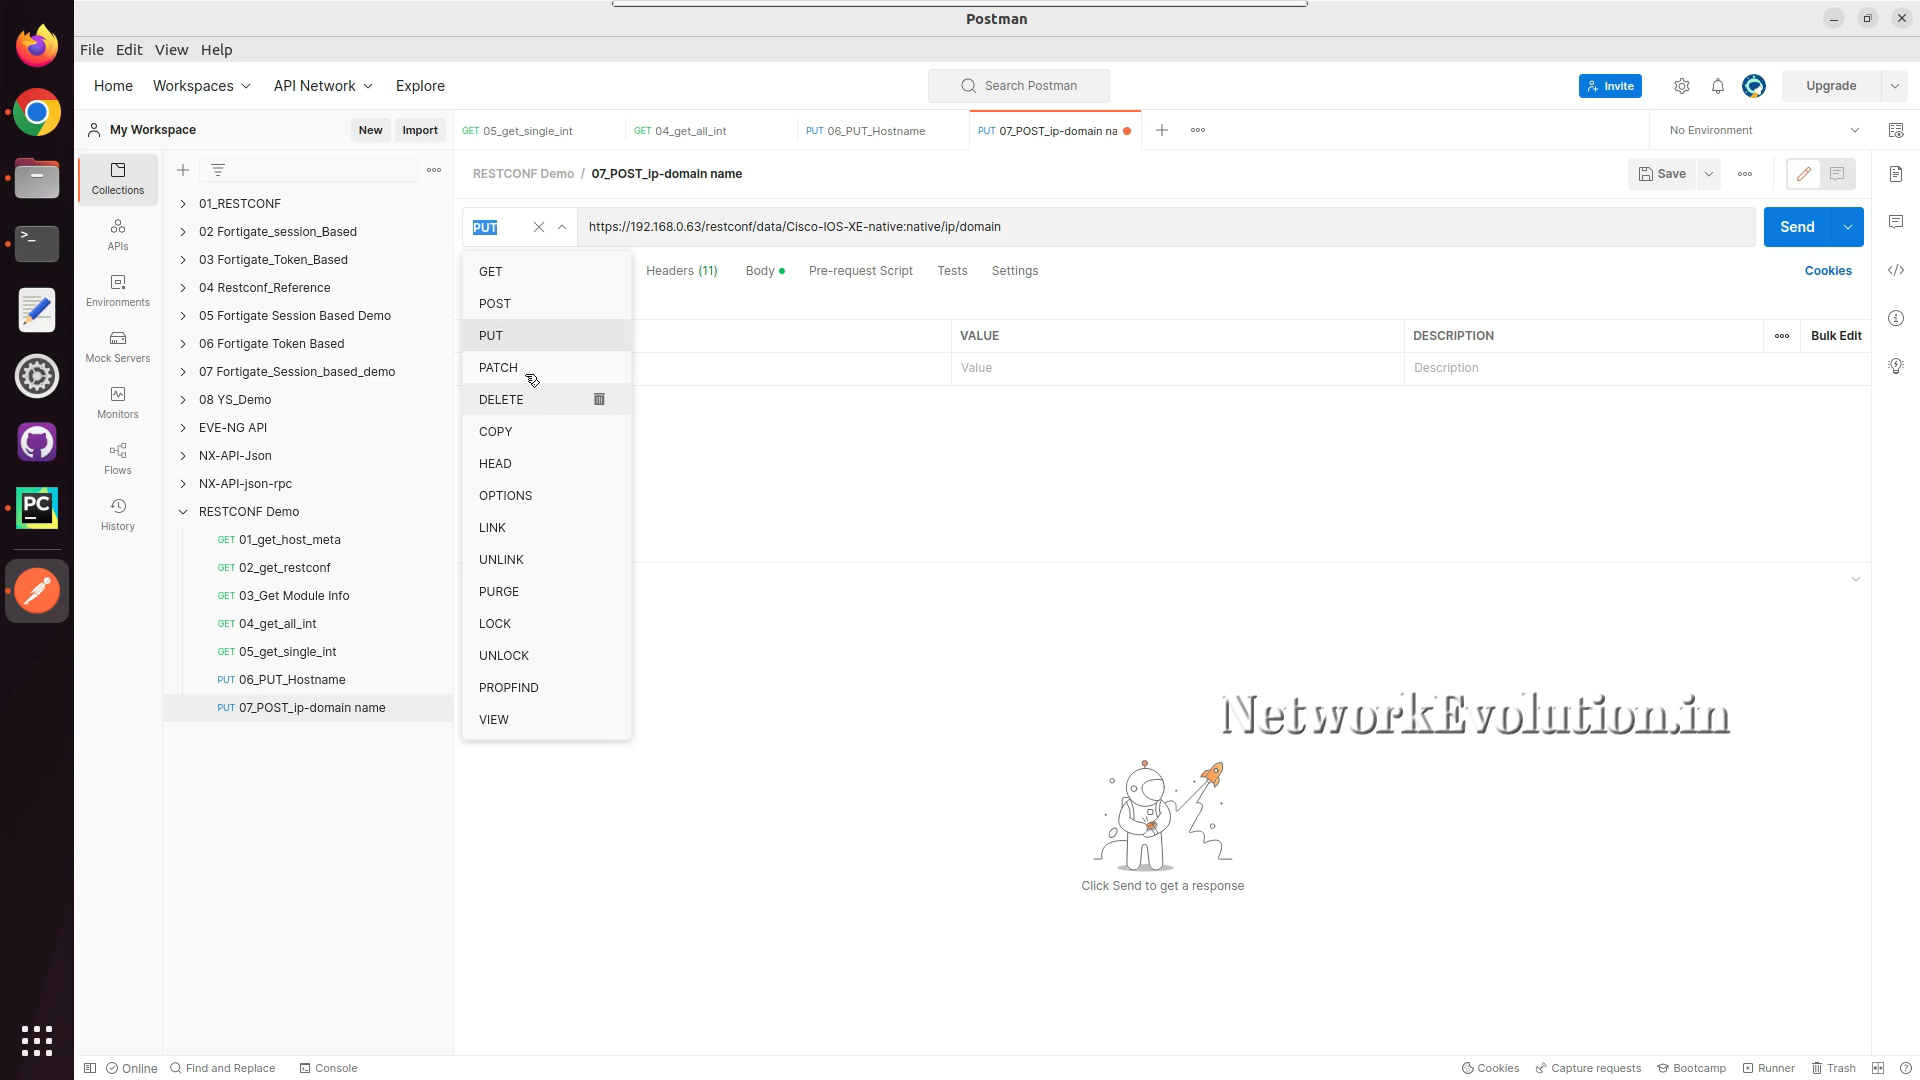 Postman
File Edit View Help
Home Workspaces API Network Explore
Search Postman
Invite
Upgrade
My Workspace
New Import
GET 05_get_single_int
GET 04_get_all_int
PUT 06_PUT_Hostname
PUT 07_POST_ip-domain na
No Environment
Collections
APIs
Environments
Mock Servers
Monitors
Flows
History
01_RESTCONF
02 Fortigate_session_Based
03 Fortigate_Token_Based
04 Restconf_Reference
05 Fortigate Session Based Demo
06 Fortigate Token Based
07 Fortigate_Session_based_demo
08 YS_Demo
EVE-NG API
NX-API-Json
NX-API-json-rpc
RESTCONF Demo
GET 01_get_host_meta
GET 02_get_restconf
GET 03_Get Module Info
GET 04_get_all_int
GET 05_get_single_int
PUT 06_PUT_Hostname
PUT 07_POST_ip-domain name
RESTCONF Demo / 07_POST_ip-domain name
Save
PUT
https://192.168.0.63/restconf/data/Cisco-IOS-XE-native:native/ip/domain
Send
Headers (11) Body Pre-request Script Tests Settings
Cookies
GET
POST
PUT
PATCH
DELETE
COPY
HEAD
OPTIONS
LINK
UNLINK
PURGE
LOCK
UNLOCK
PROPFIND
VIEW
VALUE DESCRIPTION Bulk Edit
Value Description
NetworkEvolution.in
Click Send to get a response
PC
Online Find and Replace Console
Cookies Capture requests Bootcamp Runner Trash